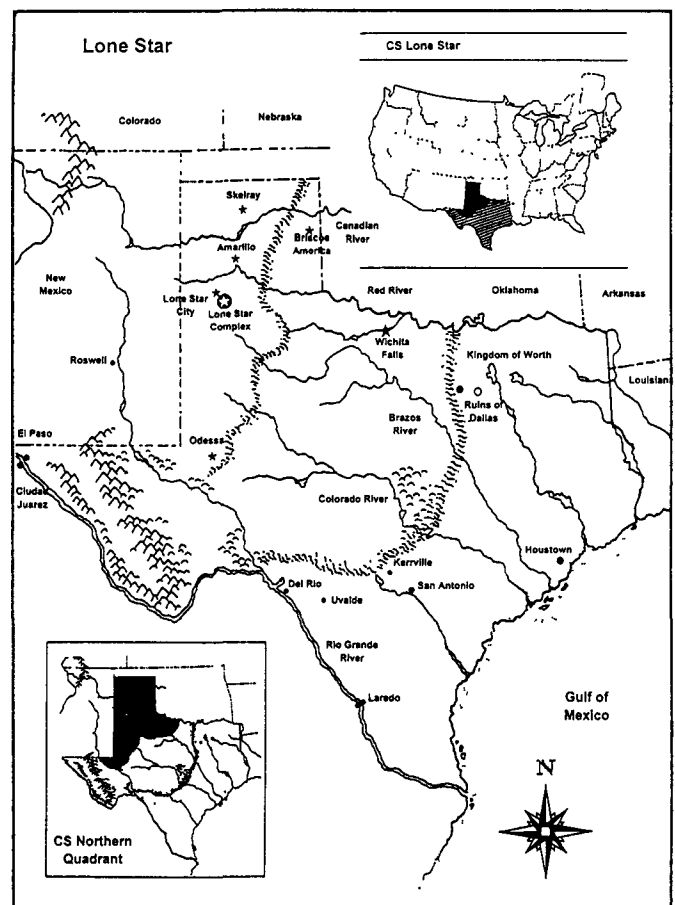 Lone Star
CS Lone Star
Colorado
Nebraska
Skelray
Canadian
River
Briscoe
America
Amarillo
New
Mexico
Lone Star
City
Lone Star
Complex
Red River
Oklahoma
Arkansas
Wichita
Falls
Kingdom of Worth
Louisiana
Roswell
Ruins of
Dallas
Brazos
River
El Paso
Odessa
Ciudad
Juarez
Colorado River
Kerrville
Houstown
Del Rio
San Antonio
Uvalde
Rio Grande
River
Laredo
Gulf of
Mexico
N
CS Northern
Quadrant